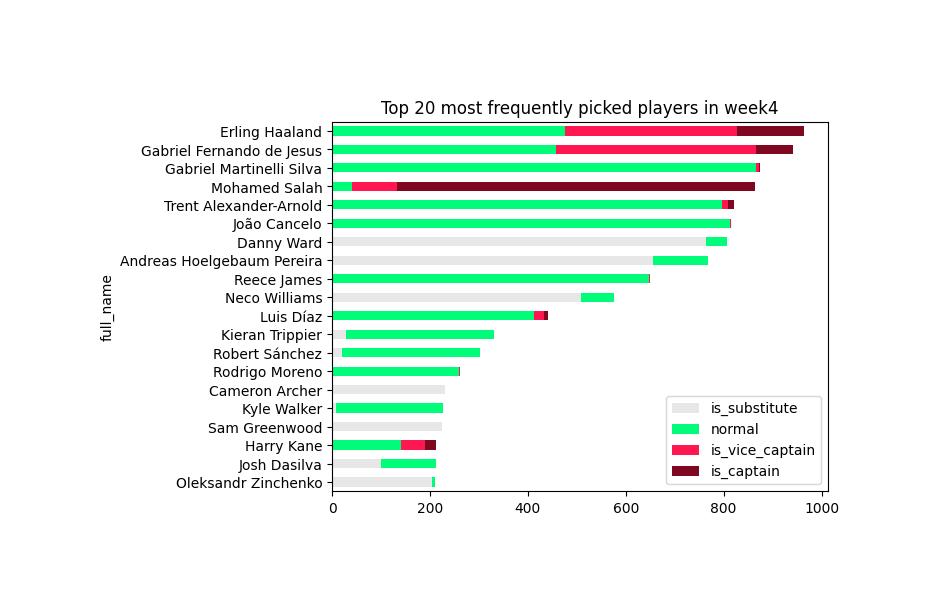 Top 20 most frequently picked players in week4
full_name
Erling Haaland
Gabriel Fernando de Jesus
Gabriel Martinelli Silva
Mohamed Salah
Trent Alexander-Arnold
João Cancelo
Danny Ward
Andreas Hoelgebaum Pereira
Reece James
Neco Williams
Luis Díaz
Kieran Trippier
Robert Sánchez
Rodrigo Moreno
Cameron Archer
Kyle Walker
Sam Greenwood
Harry Kane
Josh Dasilva
Oleksandr Zinchenko
is_substitute
normal
is_vice_captain
is_captain
0 200 400 600 800 1000